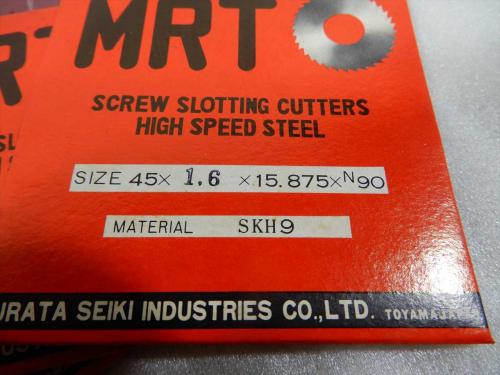 MRT
SCREW SLOTTING CUTTERS
HIGH SPEED STEEL
SIZE 45× 1.6 ×15.875×N90
MATERIAL SKH9
URATA SEIKI INDUSTRIES CO.,LTD. TOYAMAJAPAN